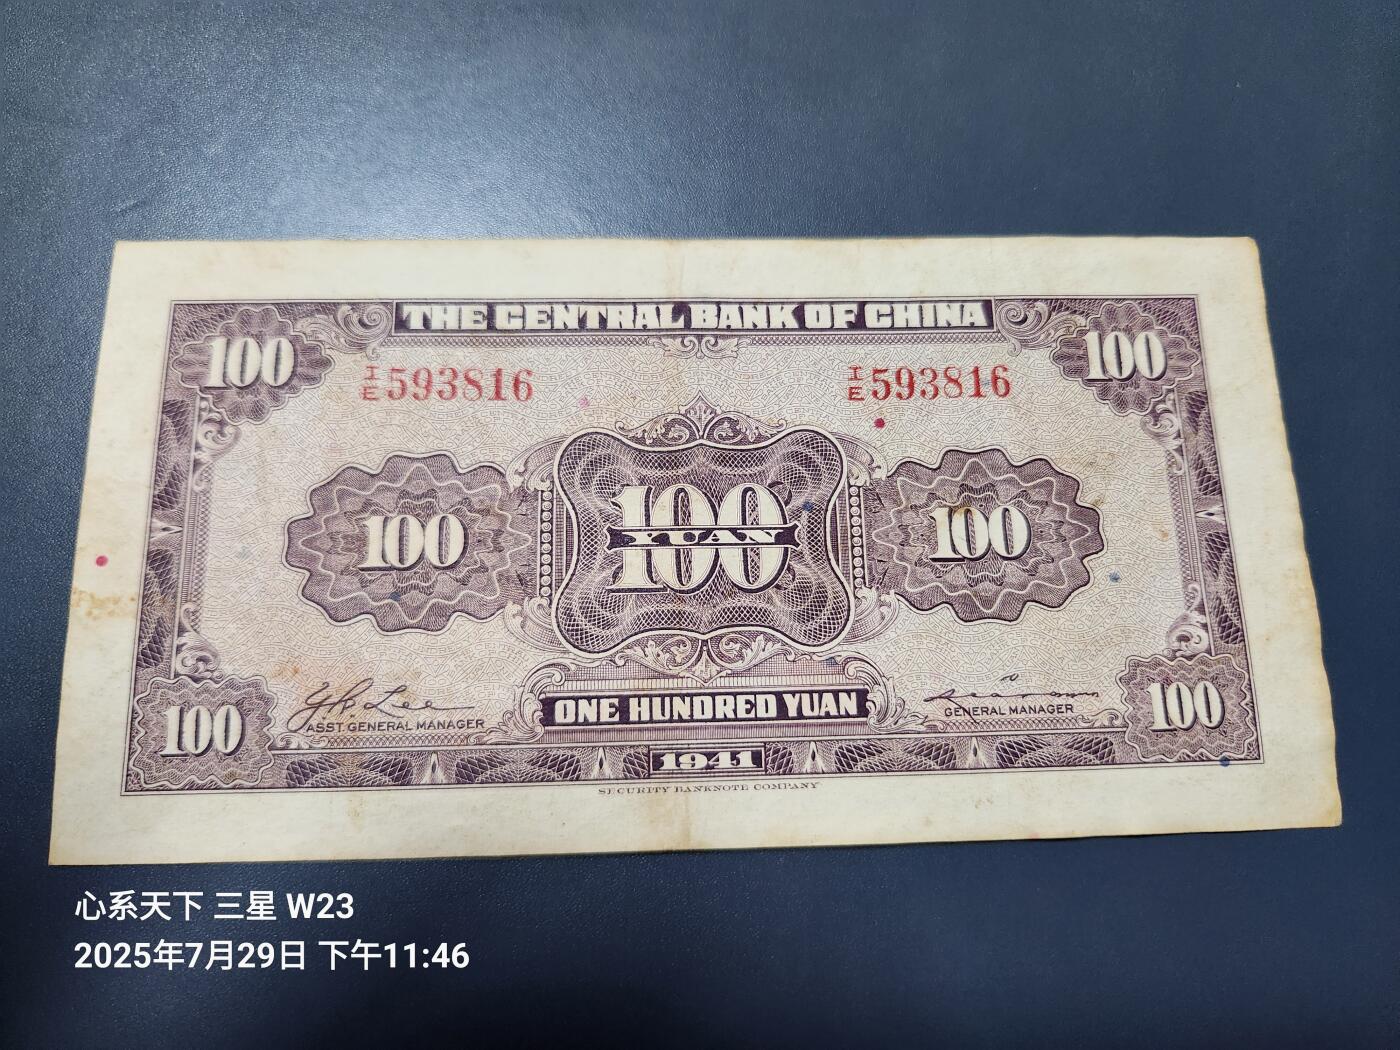 THE CENTRAL BANK OF CHINA
100
100
I/E 593816
I/E 593816
100
100
YUAN
100
ASST GENERAL MANAGER
GENERAL MANAGER
100
ONE HUNDRED YUAN
100
1941
SECURITY BANKNOTE COMPANY
心系天下 三星 W23
2025年7月29日 下午11:46